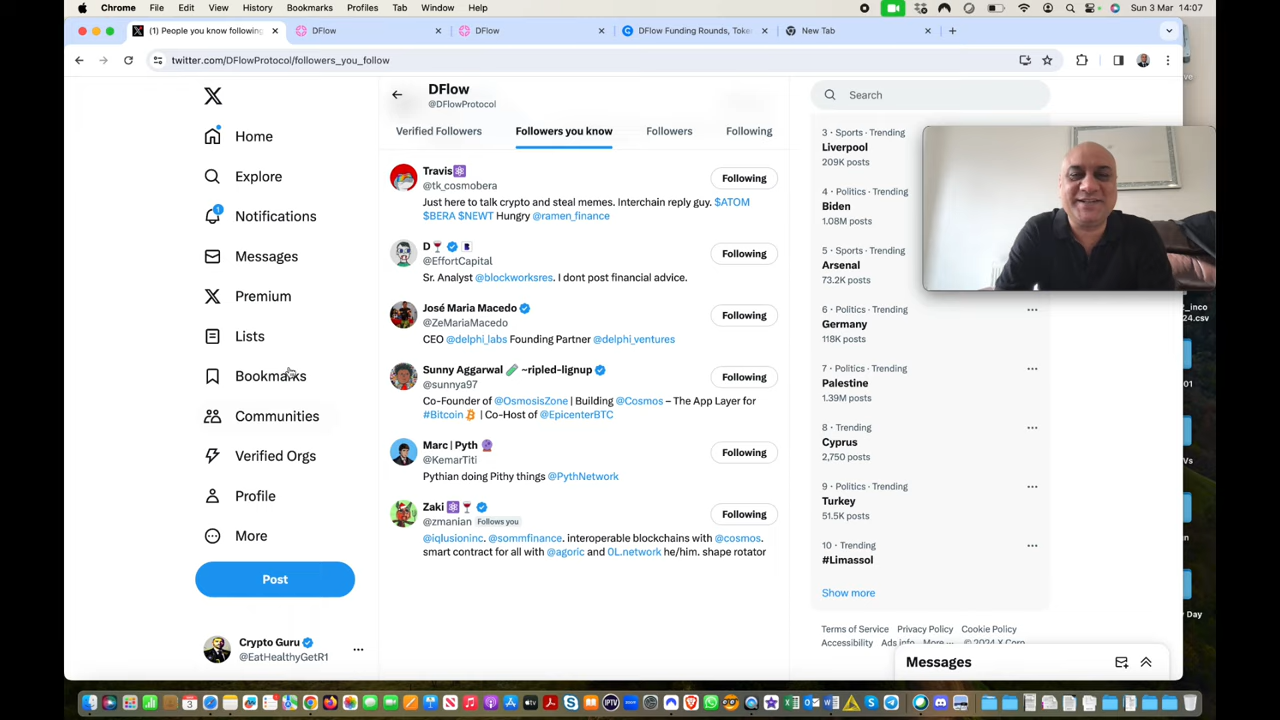 Chrome File Edit View History Bookmarks Profiles Tab Window Help
Sun 3 Mar 14:07
(1) People you know following
DFlow
DFlow
DFlow Funding Rounds, Toke
New Tab
twitter.com/DFlowProtocol/followers_you_follow
Home
Explore
Notifications
1
Messages
Premium
Lists
Bookmarks
Communities
Verified Orgs
Profile
More
Post
Crypto Guru
@EatHealthyGetR1
DFlow
@DFlowProtocol
Verified Followers Followers you know Followers Following
Travis
@tk_cosmobera
Following
Just here to talk crypto and steal memes. Interchain reply guy. $ATOM
$BERA $NEWT Hungry @ramen_finance
D
@EffortCapital
Following
Sr. Analyst @blockworksres. I dont post financial advice.
José Maria Macedo
@ZeMariaMacedo
Following
CEO @delphi_labs Founding Partner @delphi_ventures
Sunny Aggarwal ~ripled-lignup
@sunnya97
Following
Co-Founder of @OsmosisZone | Building @Cosmos – The App Layer for
#Bitcoin | Co-Host of @EpicenterBTC
Marc | Pyth
@KemarTiti
Following
Pythian doing Pithy things @PythNetwork
Zaki
@zmanian Follows you
Following
@iqlusioninc. @sommfinance. interoperable blockchains with @cosmos.
smart contract for all with @agoric and 0L.network he/him. shape rotator
Search
3 · Sports · Trending
Liverpool
209K posts
4 · Politics · Trending
Biden
1.08M posts
5 · Sports · Trending
Arsenal
73.2K posts
6 · Politics · Trending
Germany
118K posts
7 · Politics · Trending
Palestine
1.39M posts
8 · Trending
Cyprus
2,750 posts
9 · Politics · Trending
Turkey
51.5K posts
10 · Trending
#Limassol
Show more
Terms of Service Privacy Policy Cookie Policy
Accessibility Ads info More ... © 2024 X Corp.
Messages